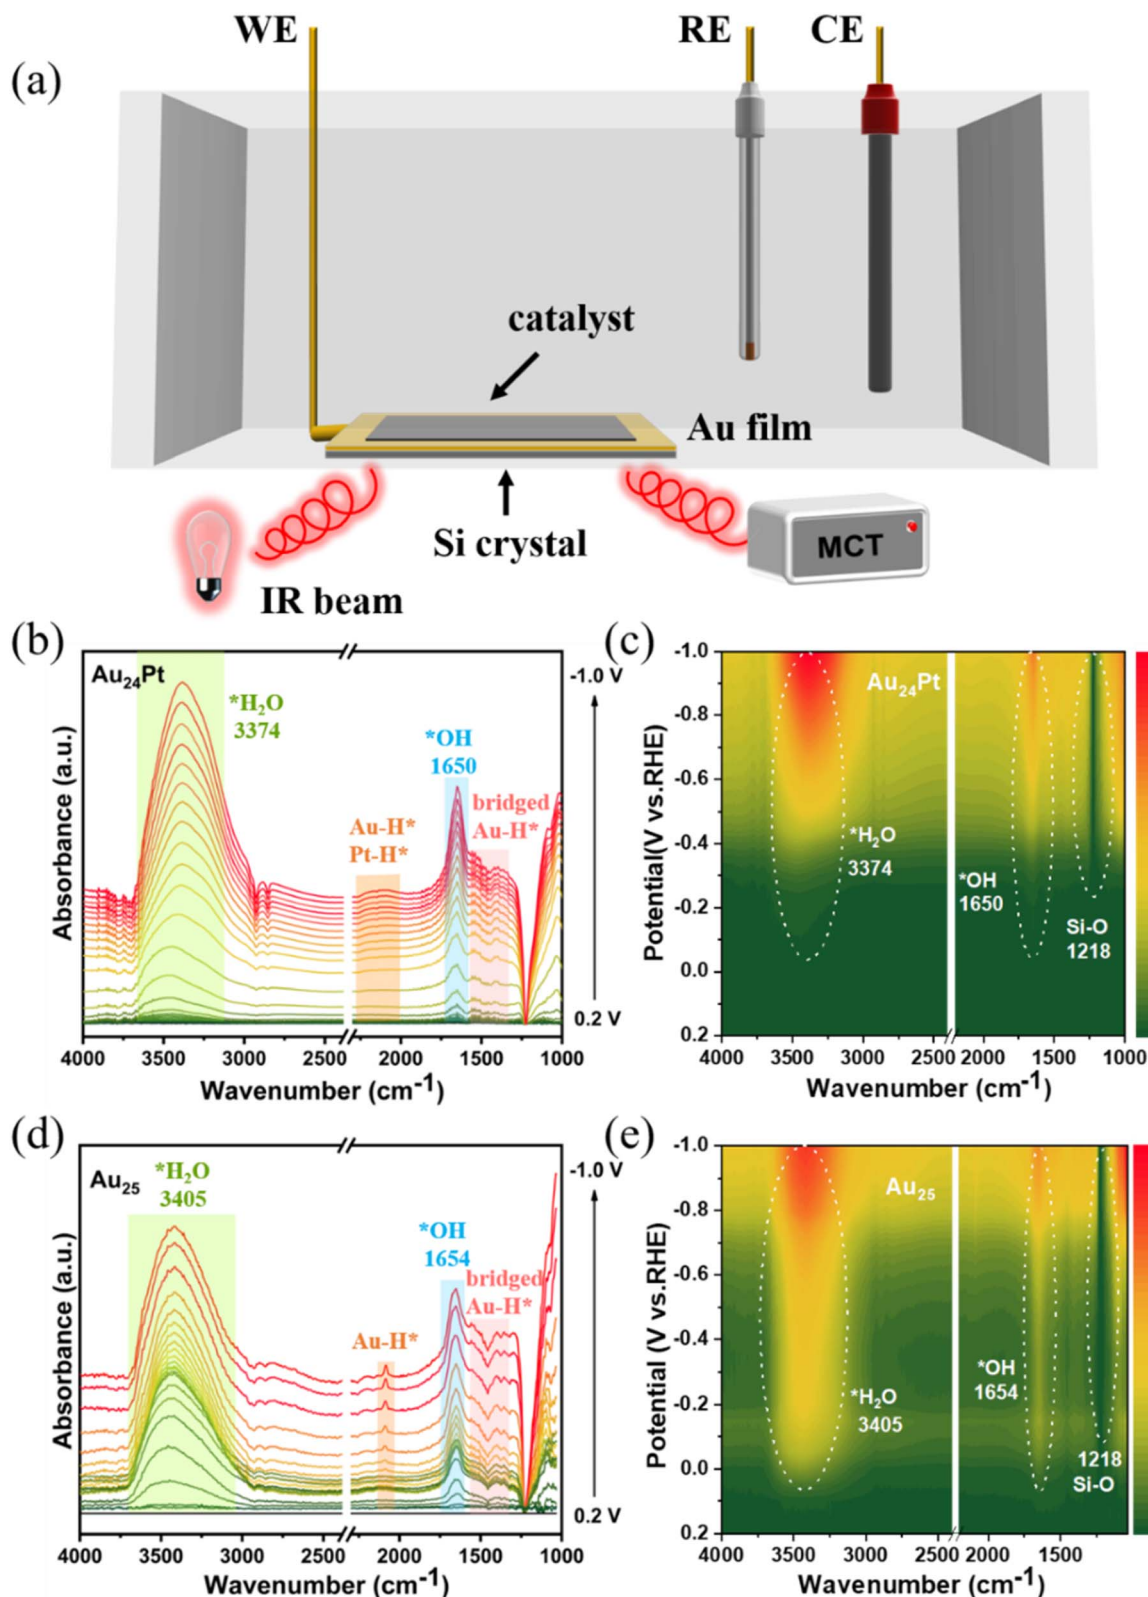 (a)
WE
RE
CE
catalyst
Au film
Si crystal
IR beam
MCT
(b)
Au24Pt
*H2O
3374
*OH
1650
Au-H*
Pt-H*
bridged
Au-H*
-1.0 V
0.2 V
Absorbance (a.u.)
4000 3500 3000 2000 1500 1000
Wavenumber (cm-1)
(c)
Au24Pt
*H2O
3374
*OH
1650
Si-O
1218
Potential(V vs.RHE)
-1.0
-0.8
-0.6
-0.4
-0.2
0.0
0.2
4000 3500 3000 2000 1500 1000
Wavenumber (cm-1)
(d)
Au25
*H2O
3405
*OH
1654
Au-H*
bridged
Au-H*
-1.0 V
0.2 V
Absorbance (a.u.)
4000 3500 3000 2000 1500 1000
Wavenumber (cm-1)
(e)
Au25
*H2O
3405
*OH
1654
1218
Si-O
Potential (V vs.RHE)
-1.0
-0.8
-0.6
-0.4
-0.2
0.0
0.2
4000 3500 3000 2000 1500
Wavenumber (cm-1)